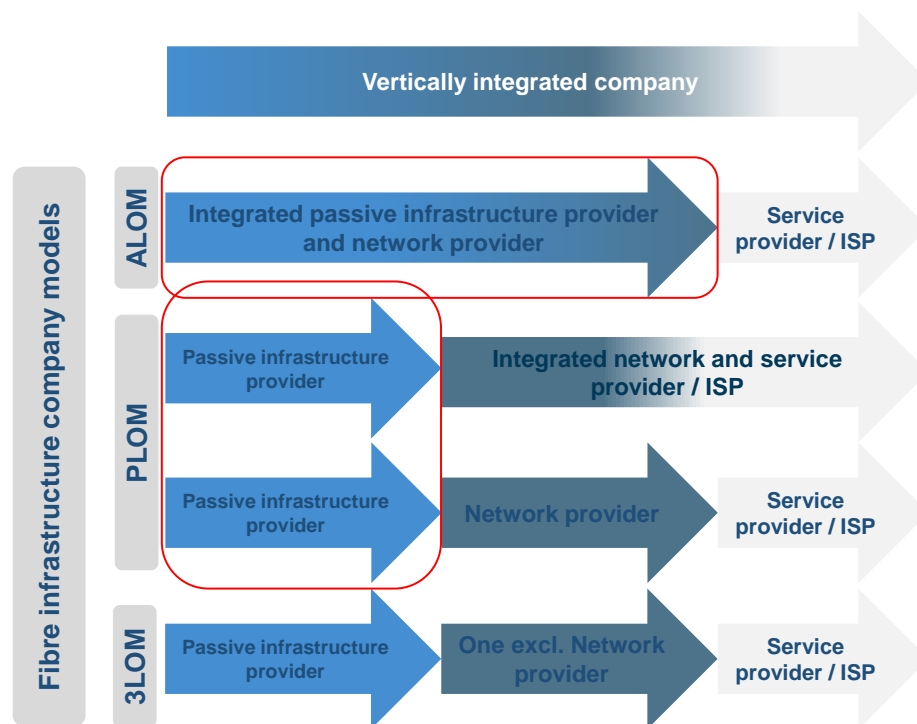 Vertically integrated company
Fibre infrastructure company models
ALOM
Integrated passive infrastructure provider
and network provider
Service
provider / ISP
PLOM
Passive infrastructure
provider
Integrated network and service
provider / ISP
Passive infrastructure
provider
Network provider
Service
provider / ISP
3LOM
Passive infrastructure
provider
One excl. Network
provider
Service
provider / ISP